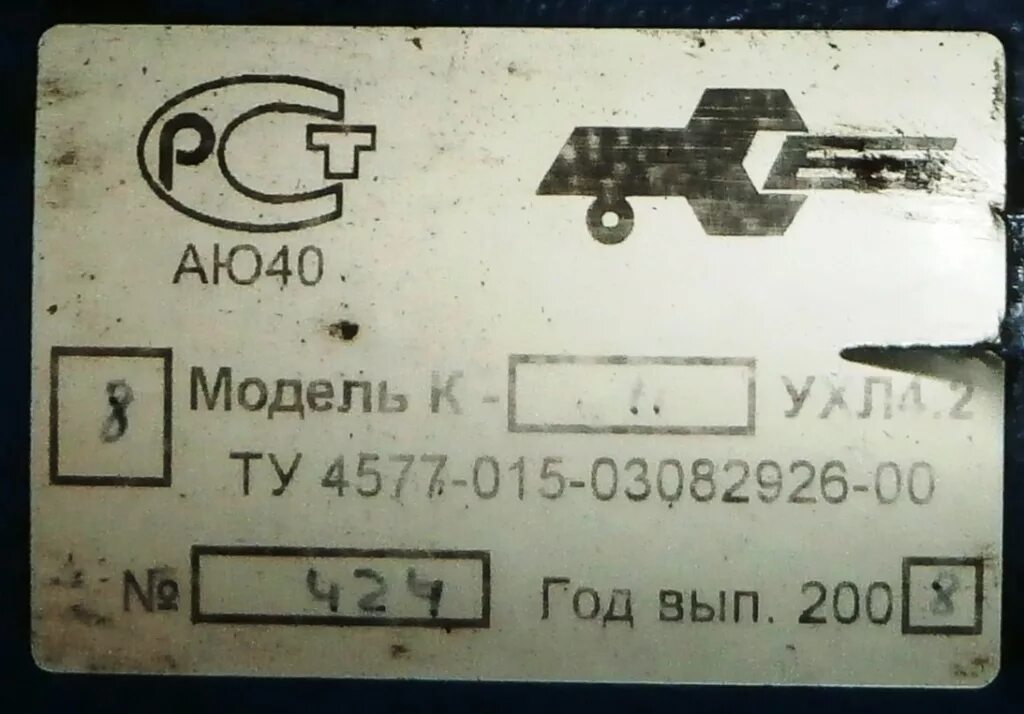 РСТ
АЮ40
8 Модель К - УХЛ4.2
ТУ 4577-015-03082926-00
№ 424 Год вып. 2008